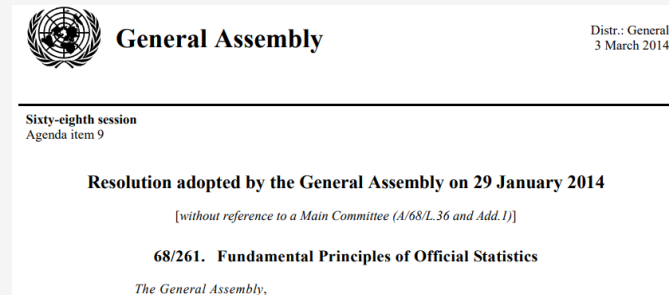 General Assembly
Distr.: General
3 March 2014
Sixty-eighth session
Agenda item 9
Resolution adopted by the General Assembly on 29 January 2014
[without reference to a Main Committee (A/68/L.36 and Add.1)]
68/261. Fundamental Principles of Official Statistics
The General Assembly,